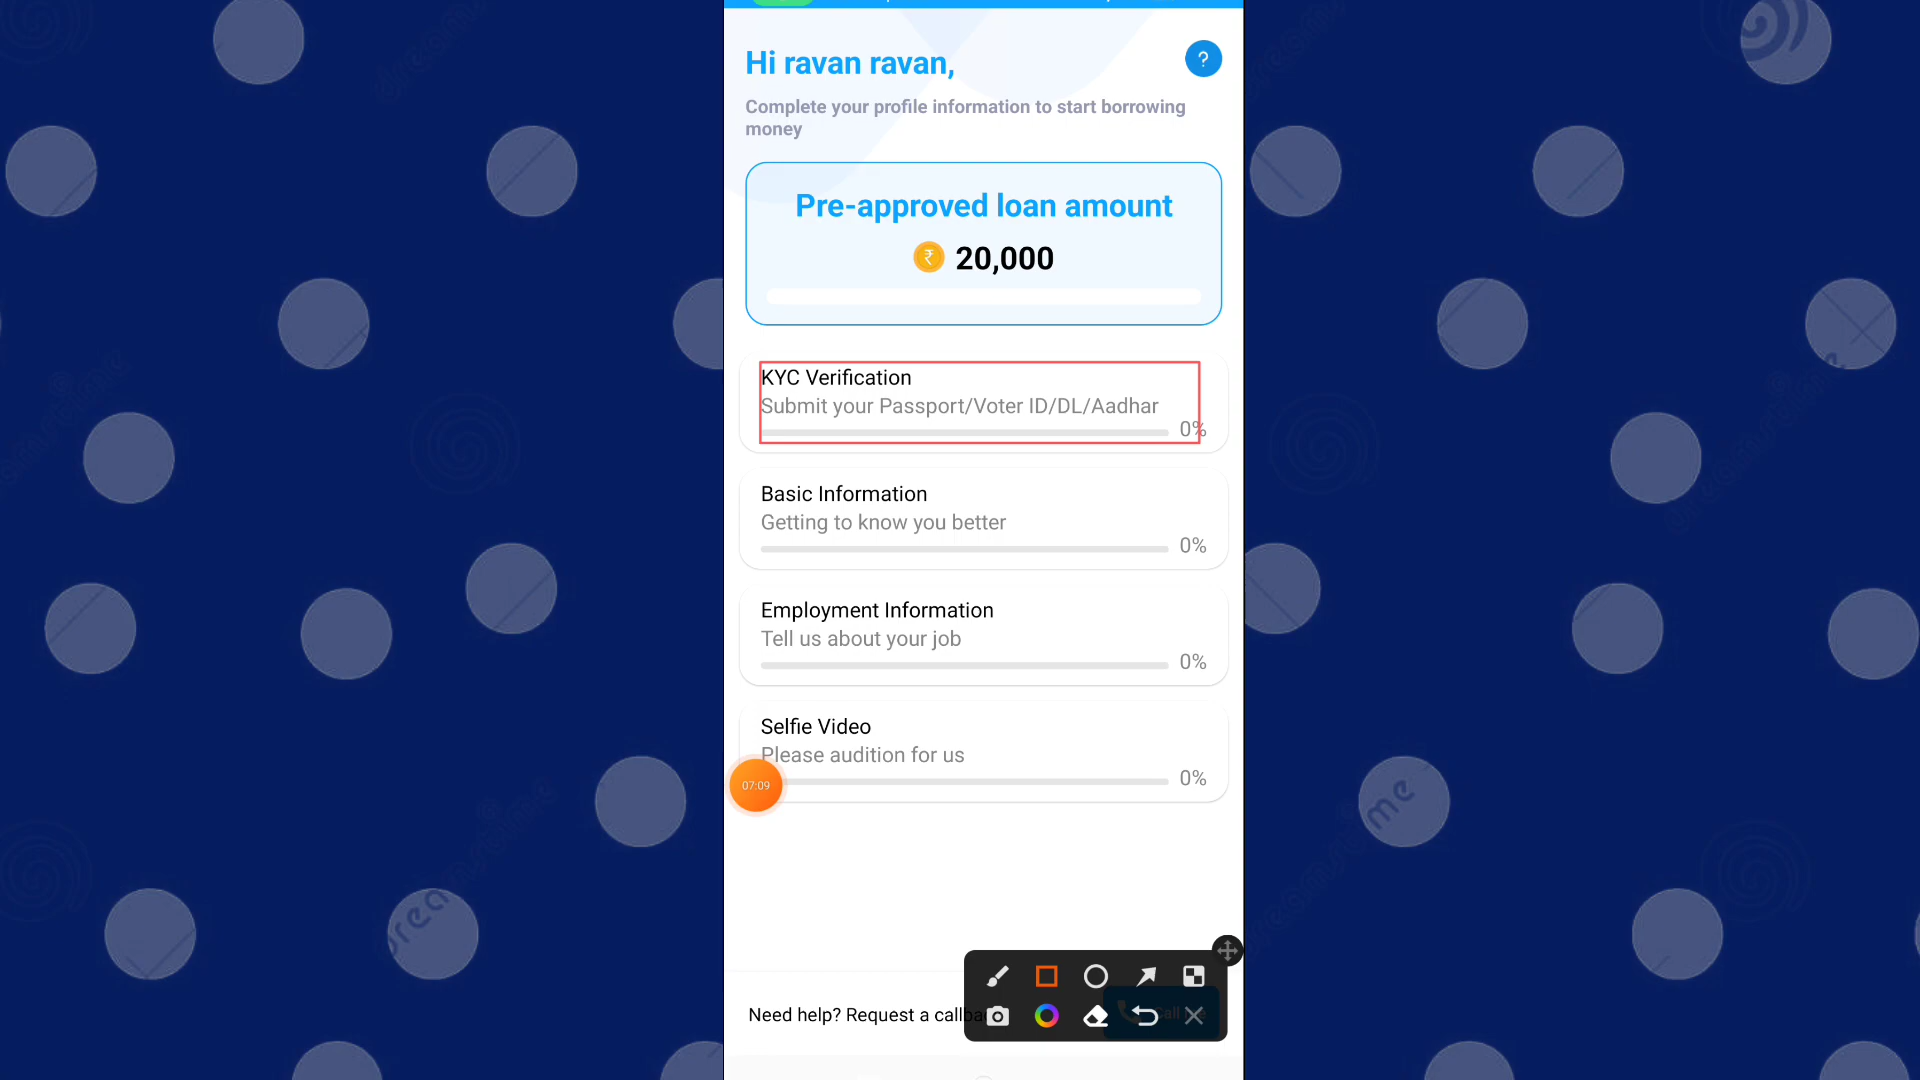 Hi ravan ravan,
?
Complete your profile information to start borrowing
money
Pre-approved loan amount
₹ 20,000
KYC Verification
Submit your Passport/Voter ID/DL/Aadhar
0%
Basic Information
Getting to know you better
0%
Employment Information
Tell us about your job
0%
Selfie Video
Please audition for us
0%
07:09
Need help? Request a callba